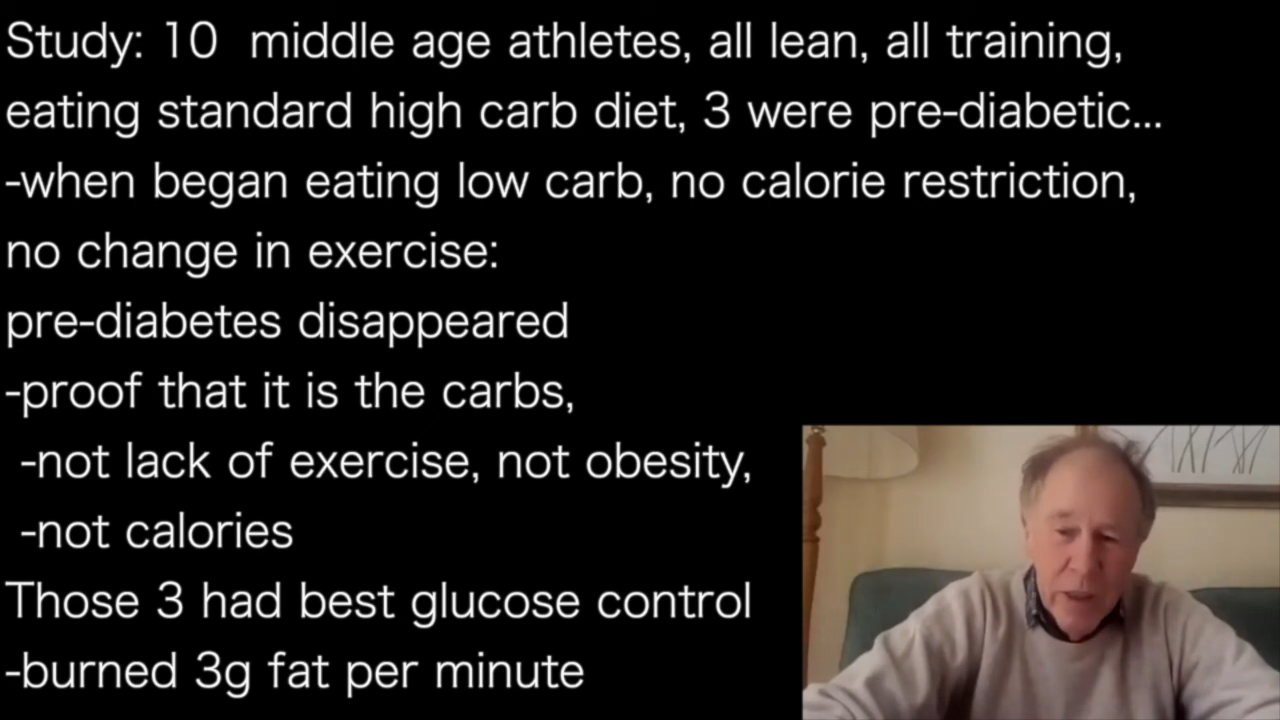 Study: 10 middle age athletes, all lean, all training,
eating standard high carb diet, 3 were pre-diabetic...
-when began eating low carb, no calorie restriction,
no change in exercise:
pre-diabetes disappeared
-proof that it is the carbs,
-not lack of exercise, not obesity,
-not calories
Those 3 had best glucose control
-burned 3g fat per minute